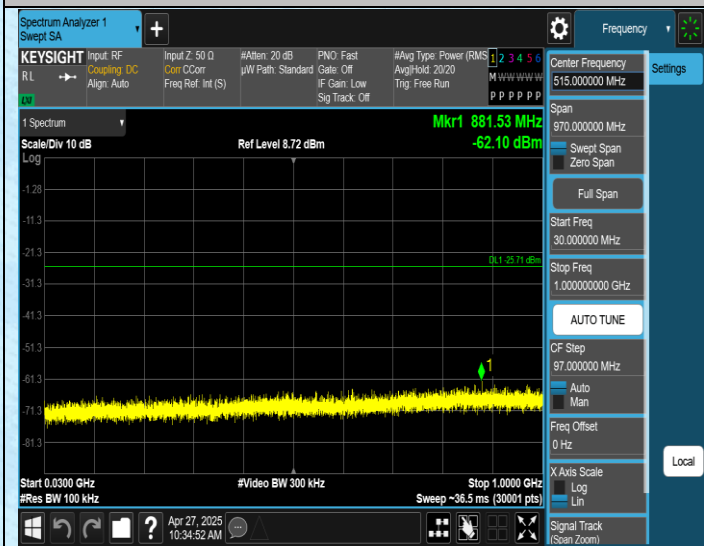 Spectrum Analyzer 1
Swept SA
Frequency
KEYSIGHT
RL
LXI
Input: RF
Coupling: DC
Align: Auto
Input Z: 50 Ω
Corr CCorr
Freq Ref: Int (S)
#Atten: 20 dB
µW Path: Standard
PNO: Fast
Gate: Off
IF Gain: Low
Sig Track: Off
#Avg Type: Power (RMS
Avg|Hold: 20/20
Trig: Free Run
1 2 3 4 5 6
M W W W W W
P P P P P P
Center Frequency
515.000000 MHz
Settings
Span
970.000000 MHz
Swept Span
Zero Span
Full Span
Start Freq
30.000000 MHz
Stop Freq
1.000000000 GHz
AUTO TUNE
CF Step
97.000000 MHz
Auto
Man
Freq Offset
0 Hz
X Axis Scale
Log
Lin
Signal Track
(Span Zoom)
Local
1 Spectrum
Mkr1 881.53 MHz
Scale/Div 10 dB
Ref Level 8.72 dBm
-62.10 dBm
Log
-1.28
-11.3
-21.3
DL1 -25.71 dBm
-31.3
-41.3
-51.3
1
-61.3
-71.3
-81.3
Start 0.0300 GHz
#Video BW 300 kHz
Stop 1.0000 GHz
#Res BW 100 kHz
Sweep ~36.5 ms (30001 pts)
Apr 27, 2025
10:34:52 AM